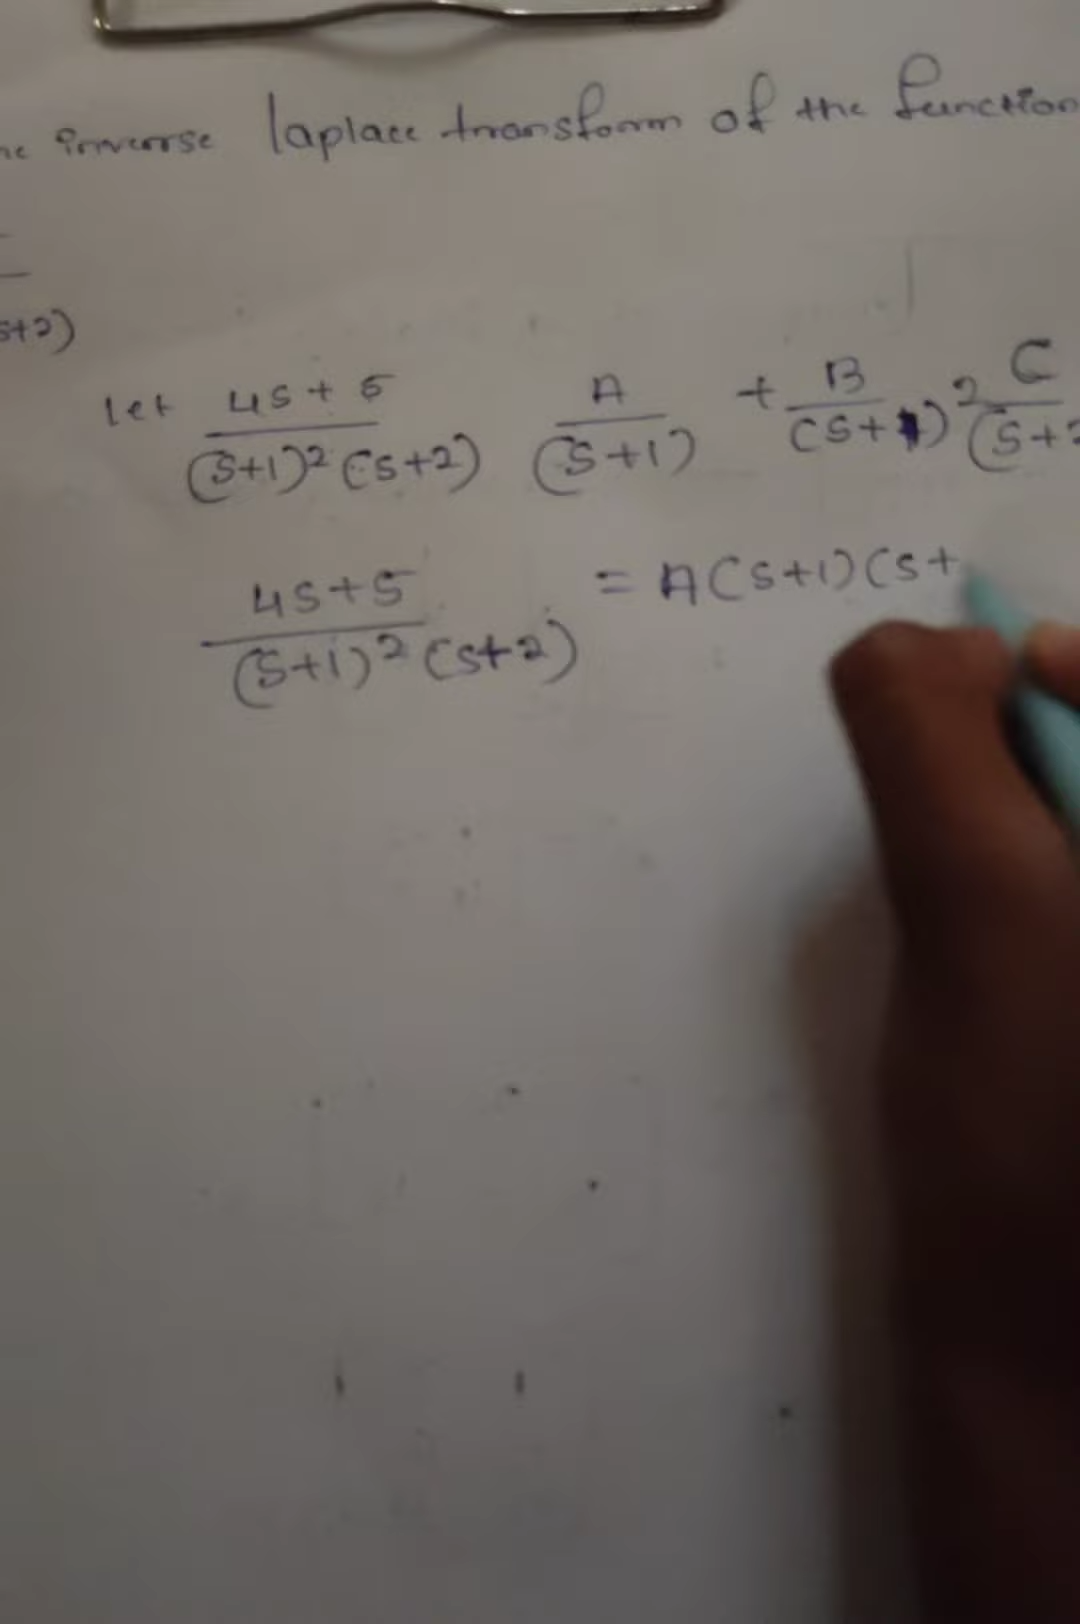 inverse laplace transform of the function
s+2)
let 4s+5 / (s+1)² (s+2) A / (s+1) + B / (s+1)² C / (s+2
4s+5 / (s+1)² (s+2) = A(s+1)(s+